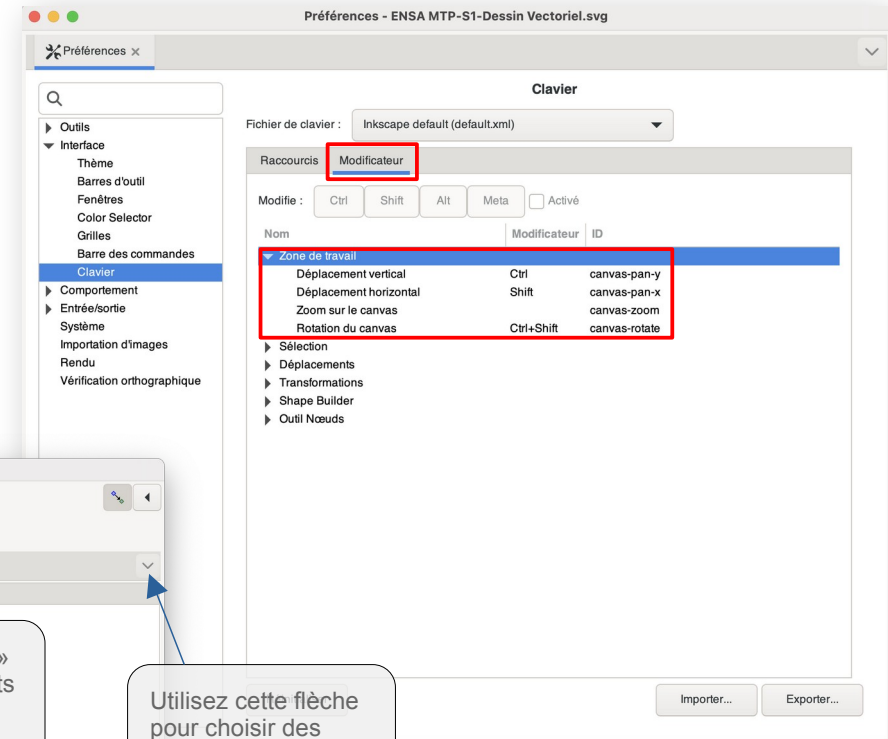 Préférences - ENSA MTP-S1-Dessin Vectoriel.svg
Préférences ×
Clavier
Fichier de clavier : Inkscape default (default.xml)
Outils
Interface
Thème
Barres d'outil
Fenêtres
Color Selector
Grilles
Barre des commandes
Clavier
Comportement
Entrée/sortie
Système
Importation d'images
Rendu
Vérification orthographique
Raccourcis Modificateur
Modifie : Ctrl Shift Alt Meta Activé
Nom Modificateur ID
Zone de travail
Déplacement vertical Ctrl canvas-pan-y
Déplacement horizontal Shift canvas-pan-x
Zoom sur le canvas canvas-zoom
Rotation du canvas Ctrl+Shift canvas-rotate
Sélection
Déplacements
Transformations
Shape Builder
Outil Nœuds
Importer... Exporter...
»
ts
Utilisez cette flèche
pour choisir des